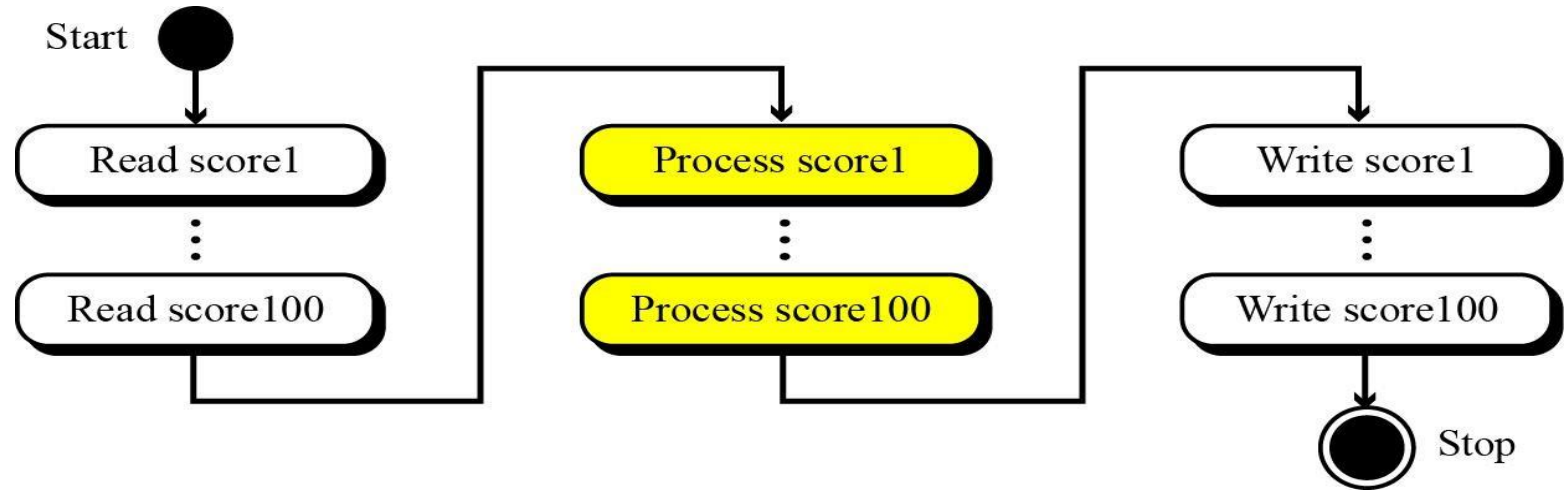 Start
Read score1
Read score100
Process score1
Process score100
Write score1
Write score100
Stop